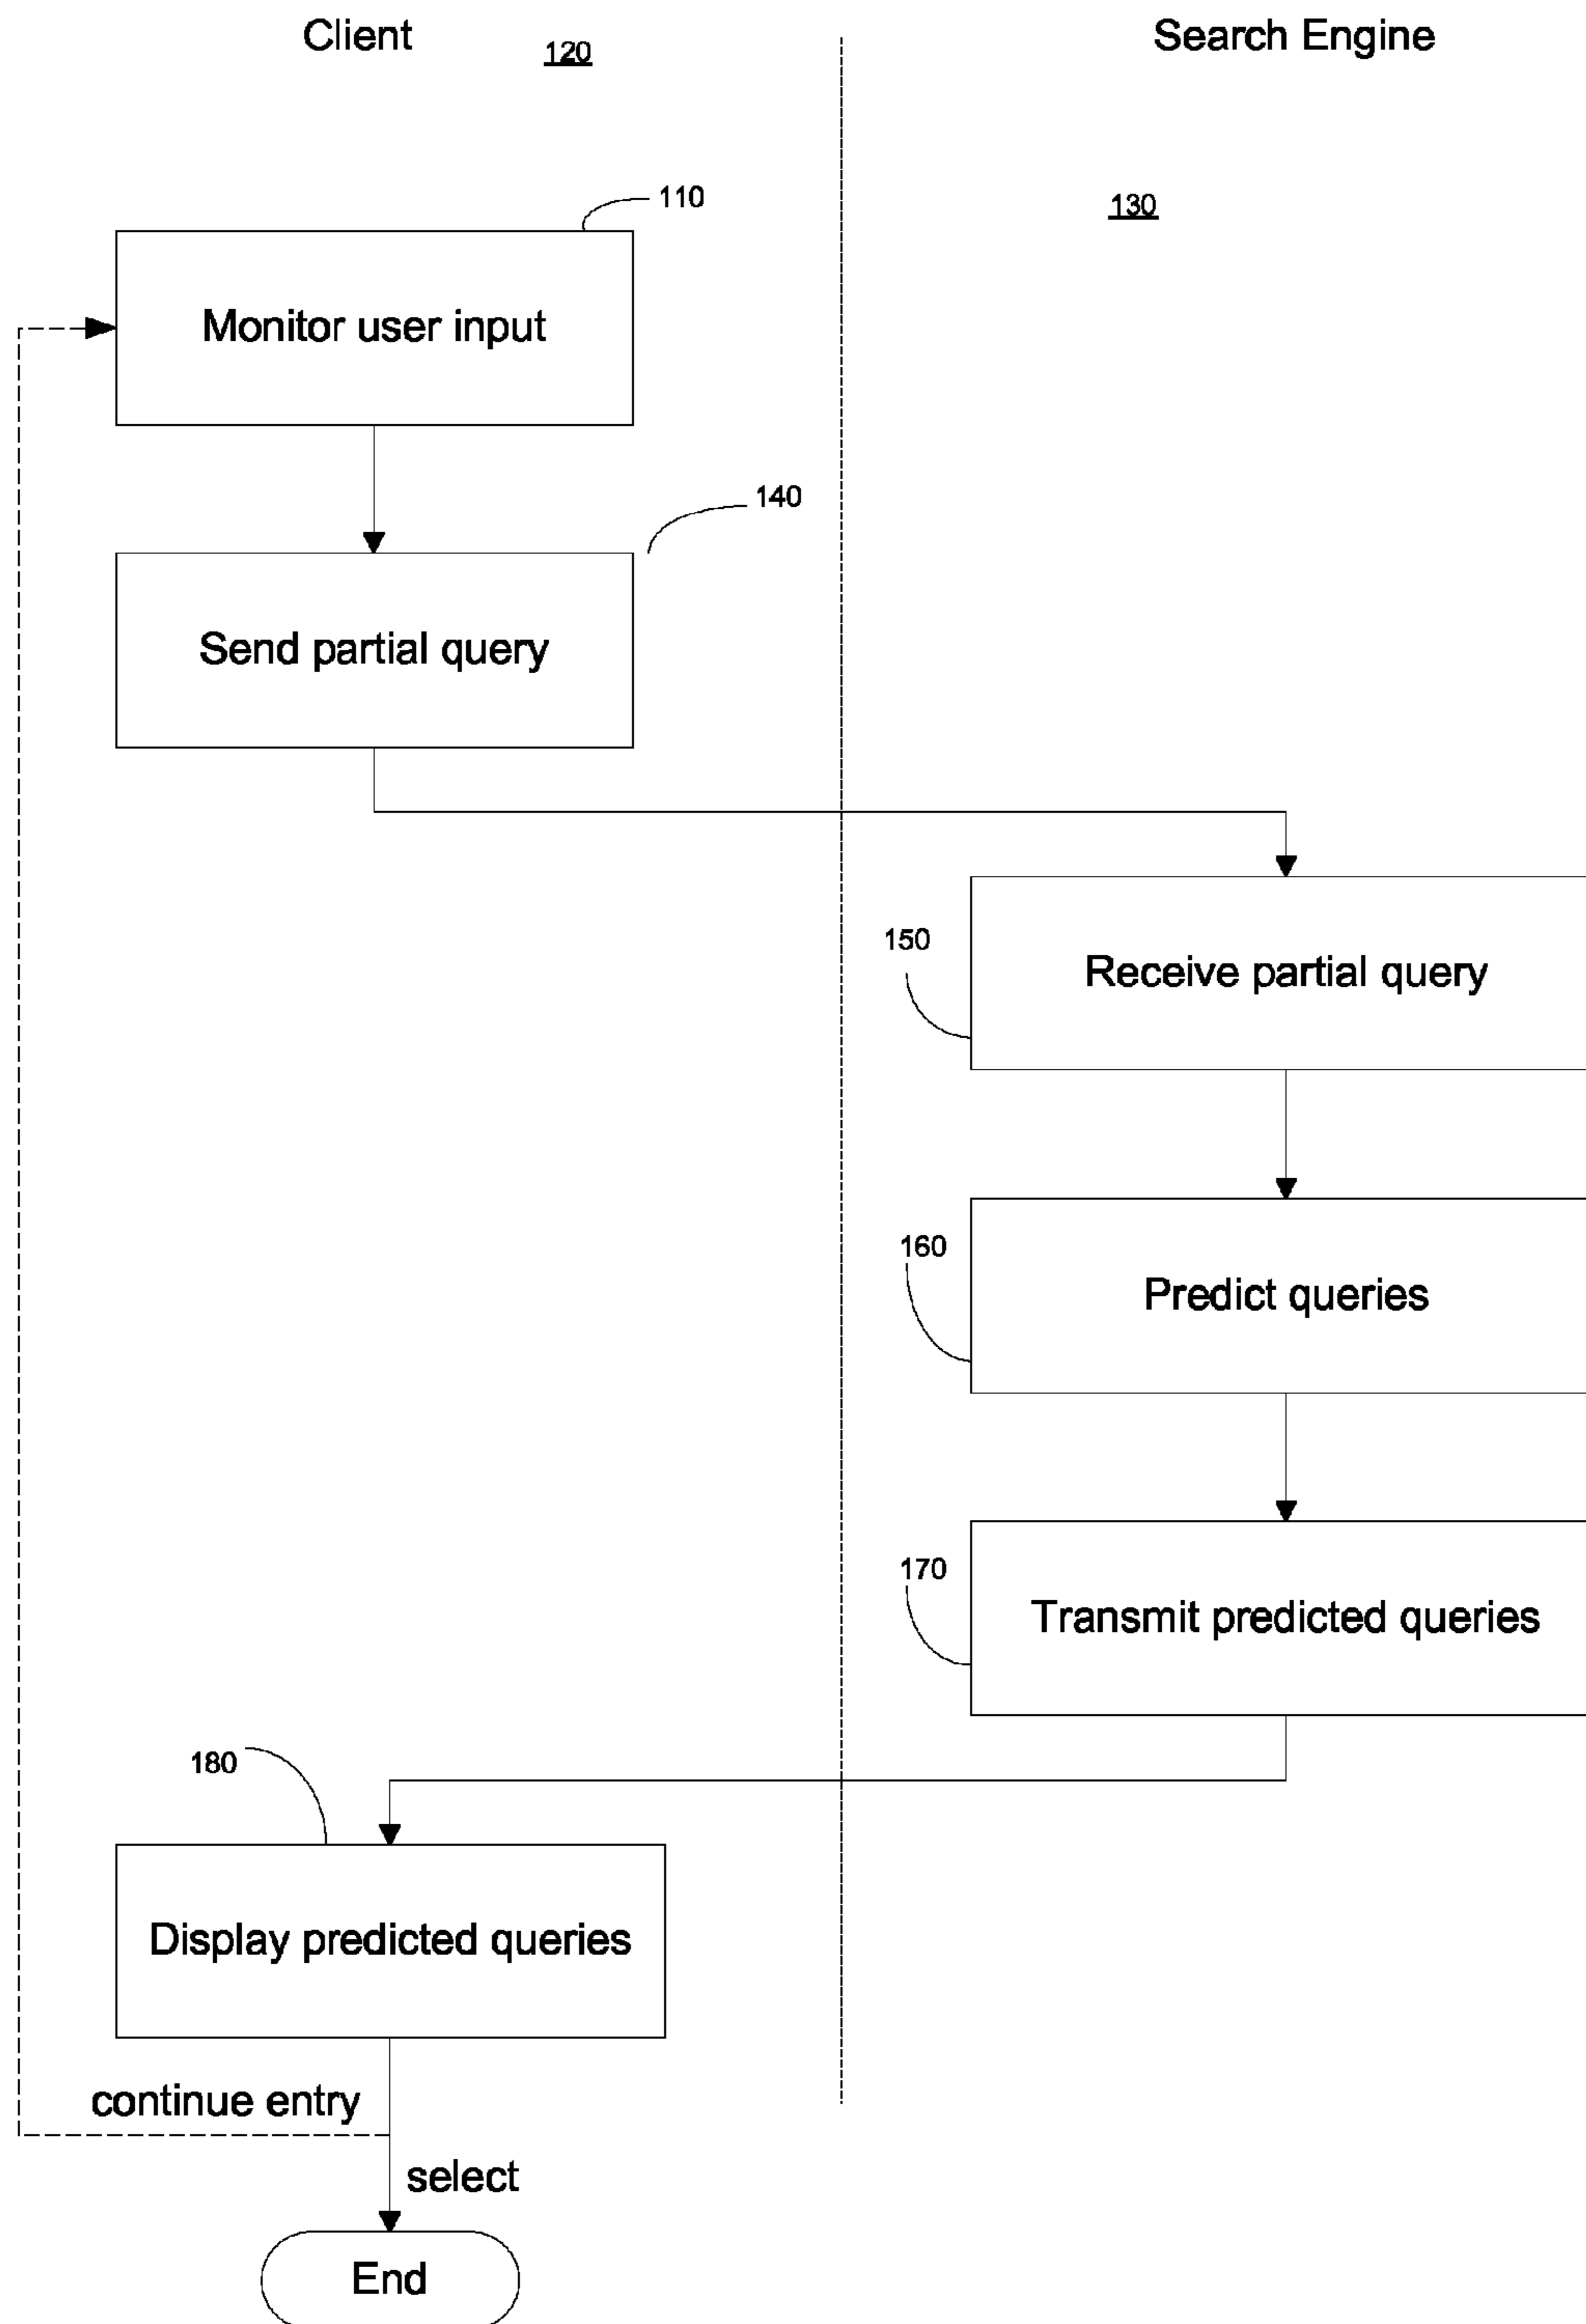 Client
120
Search Engine
130
110
Monitor user input
140
Send partial query
150
Receive partial query
160
Predict queries
170
Transmit predicted queries
180
Display predicted queries
continue entry
select
End